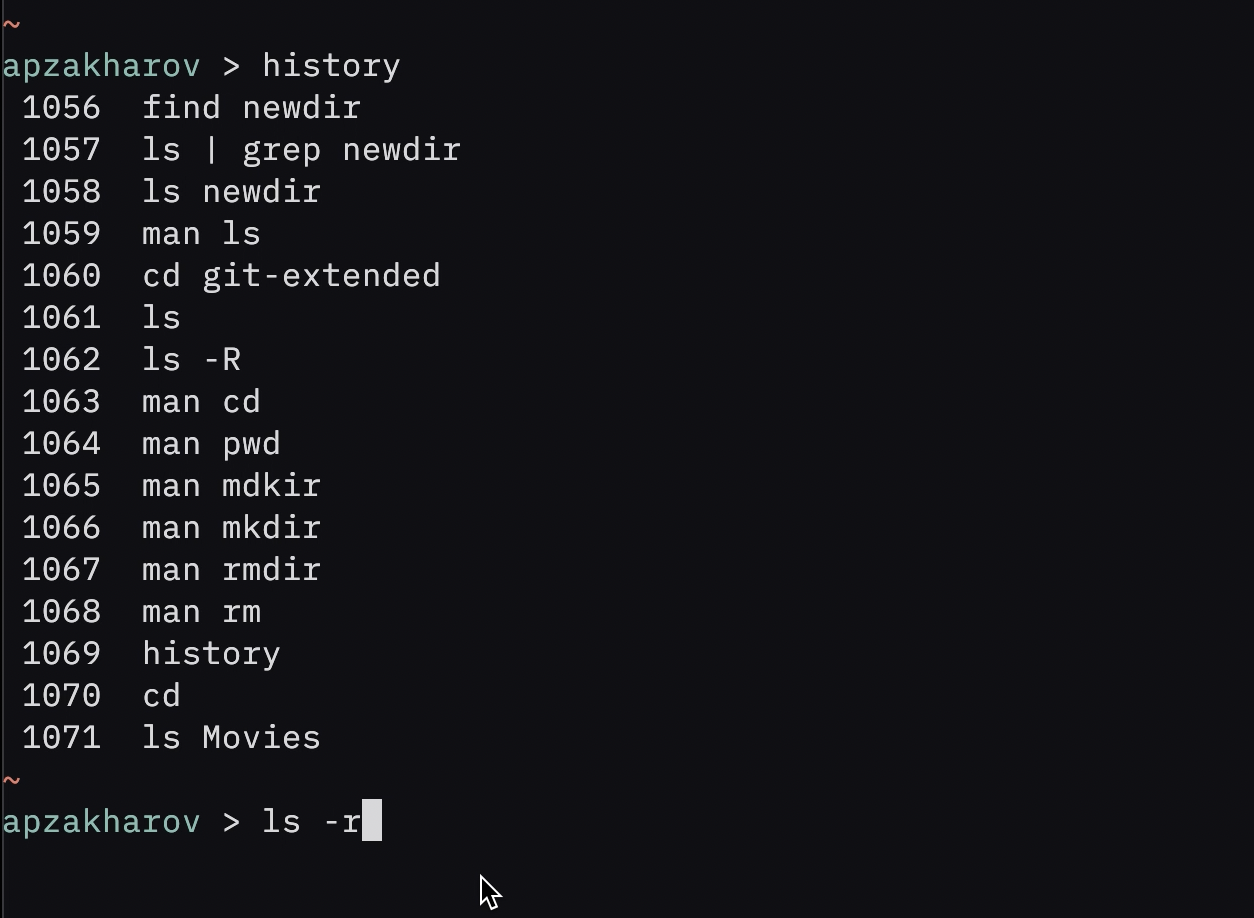 ~
apzakharov > history
1056  find newdir
1057  ls | grep newdir
1058  ls newdir
1059  man ls
1060  cd git-extended
1061  ls
1062  ls -R
1063  man cd
1064  man pwd
1065  man mdkir
1066  man mkdir
1067  man rmdir
1068  man rm
1069  history
1070  cd
1071  ls Movies
~
apzakharov > ls -r